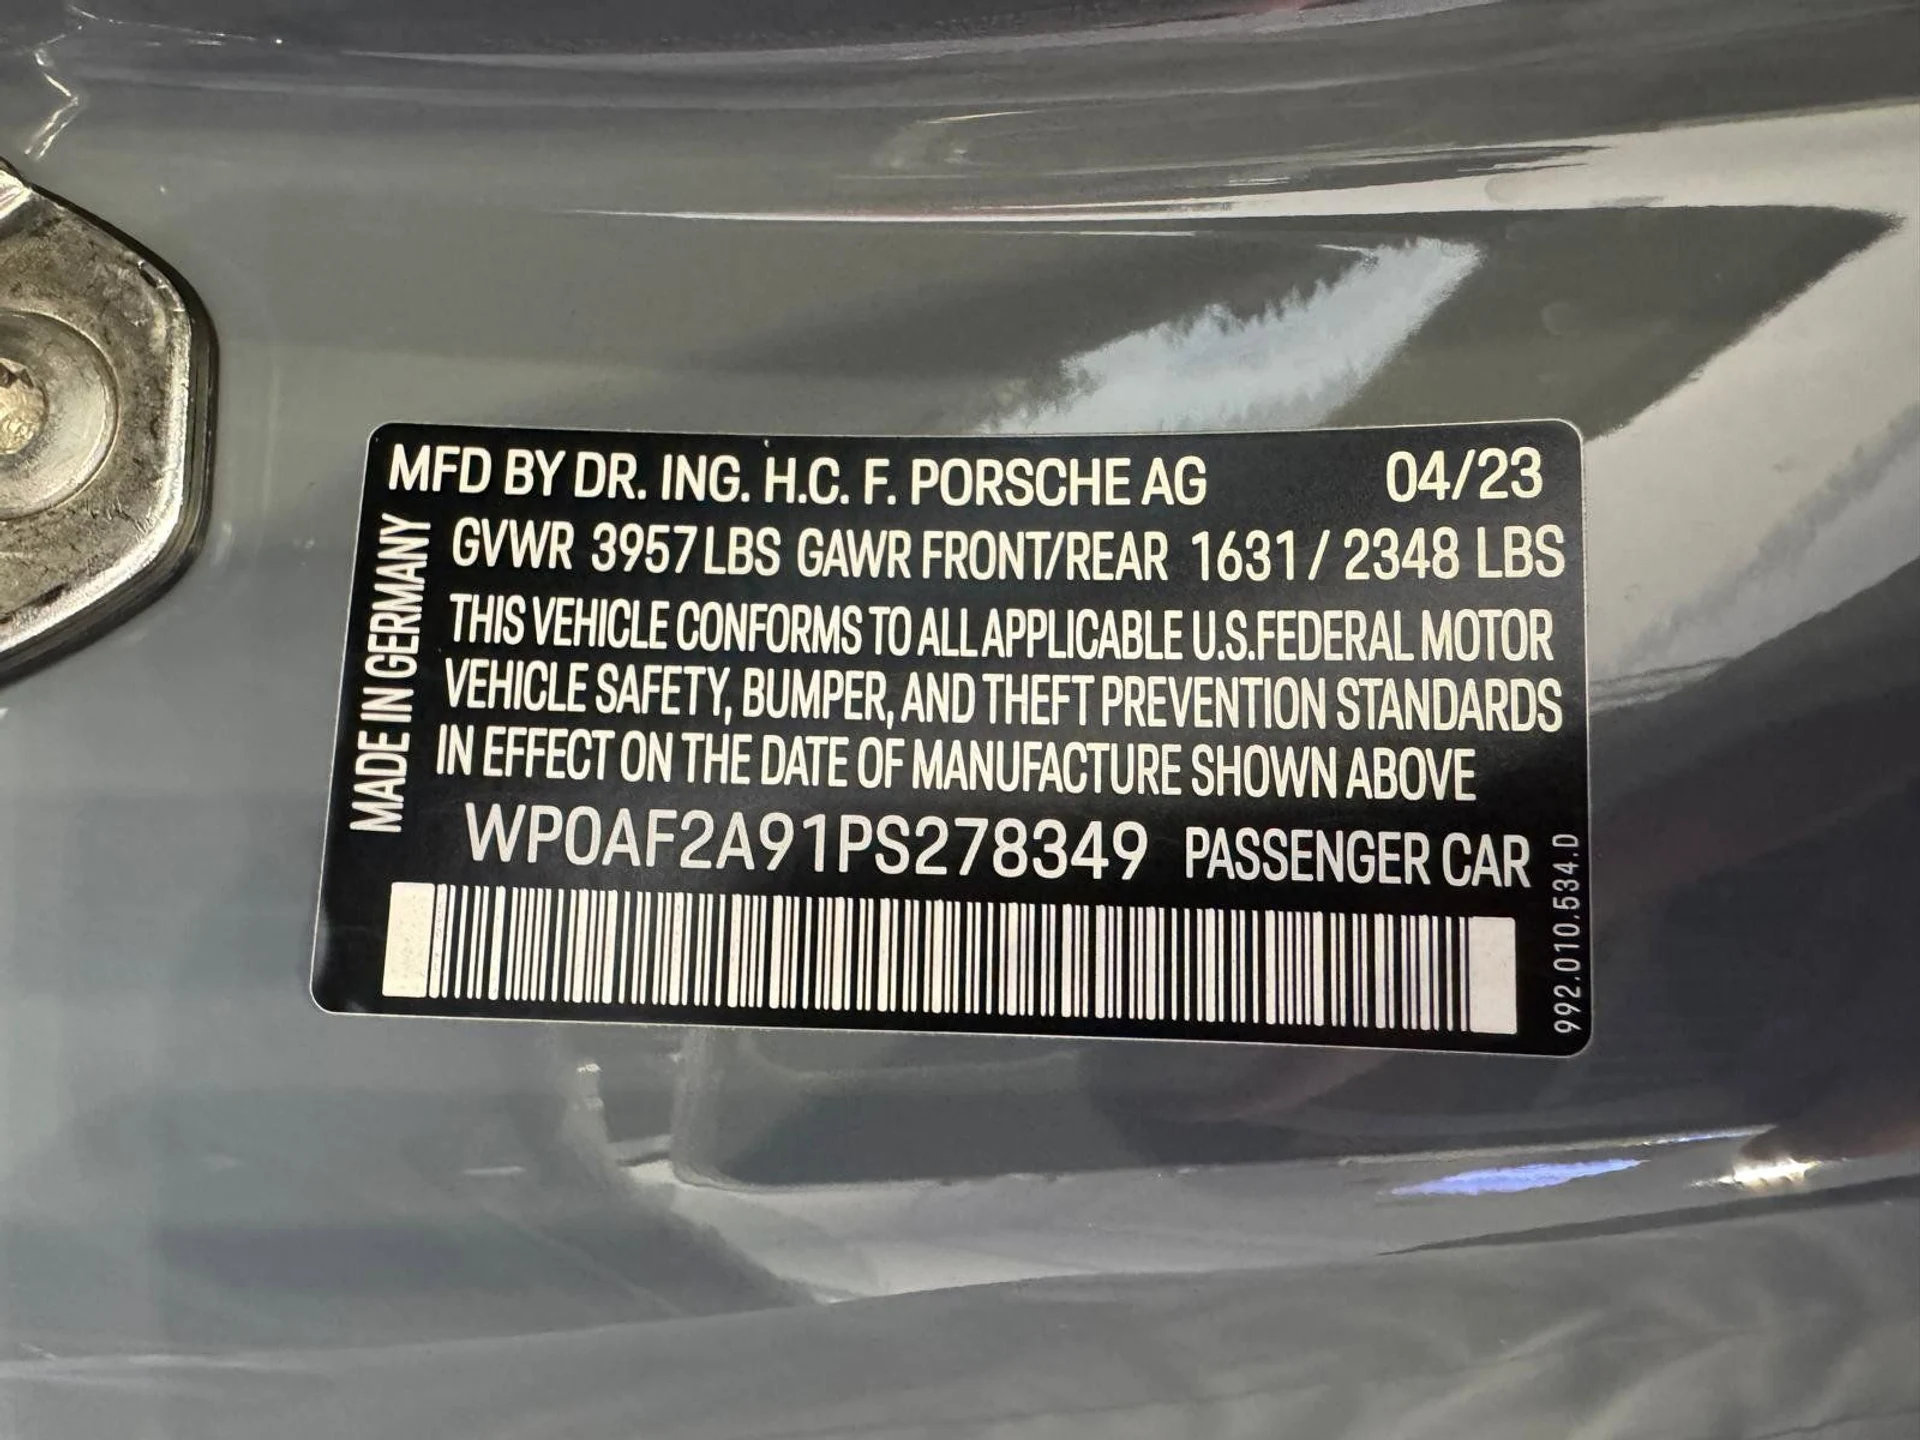 MFD BY DR. ING. H.C. F. PORSCHE AG 04/23
GVWR 3957 LBS GAWR FRONT/REAR 1631 / 2348 LBS
THIS VEHICLE CONFORMS TO ALL APPLICABLE U.S.FEDERAL MOTOR
VEHICLE SAFETY, BUMPER, AND THEFT PREVENTION STANDARDS
IN EFFECT ON THE DATE OF MANUFACTURE SHOWN ABOVE
WP0AF2A91PS278349 PASSENGER CAR
MADE IN GERMANY
992.010.534.D